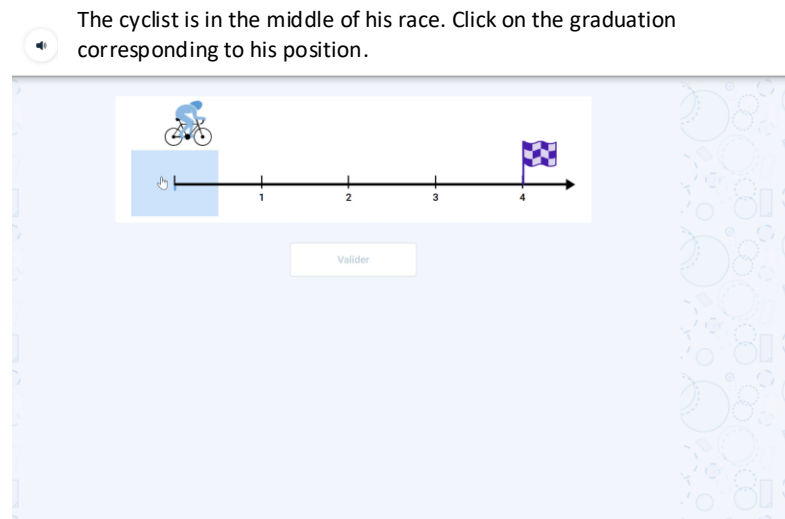 The cyclist is in the middle of his race. Click on the graduation
corresponding to his position.
1 2 3 4
Valider